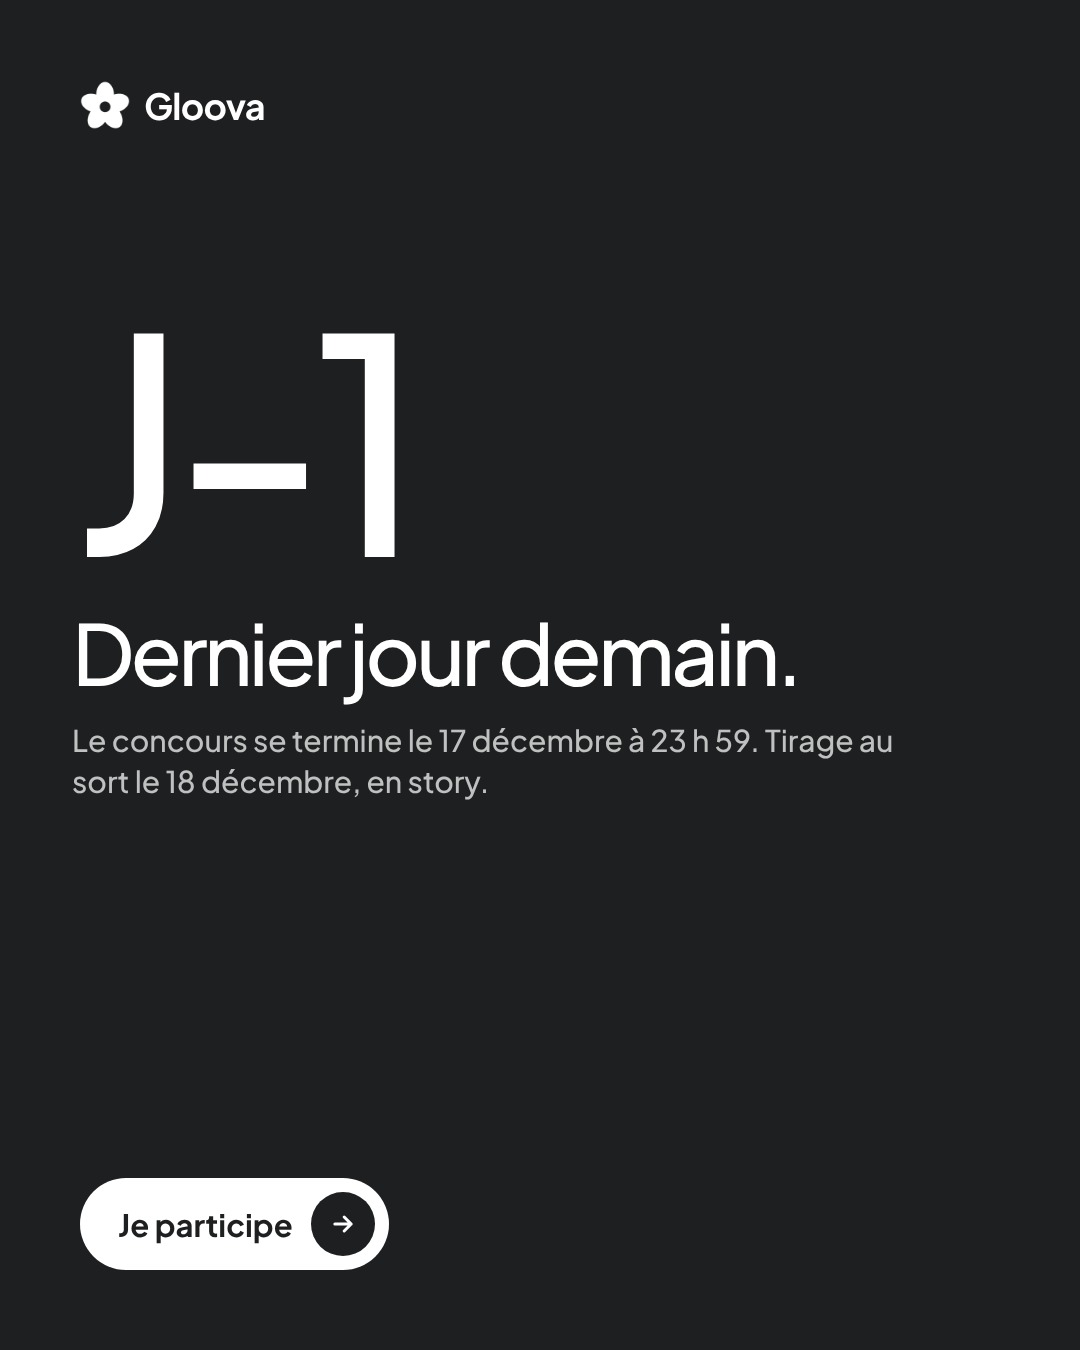 Gloova
J–1
Dernier jour demain.
Le concours se termine le 17 décembre à 23 h 59. Tirage au
sort le 18 décembre, en story.
Je participe